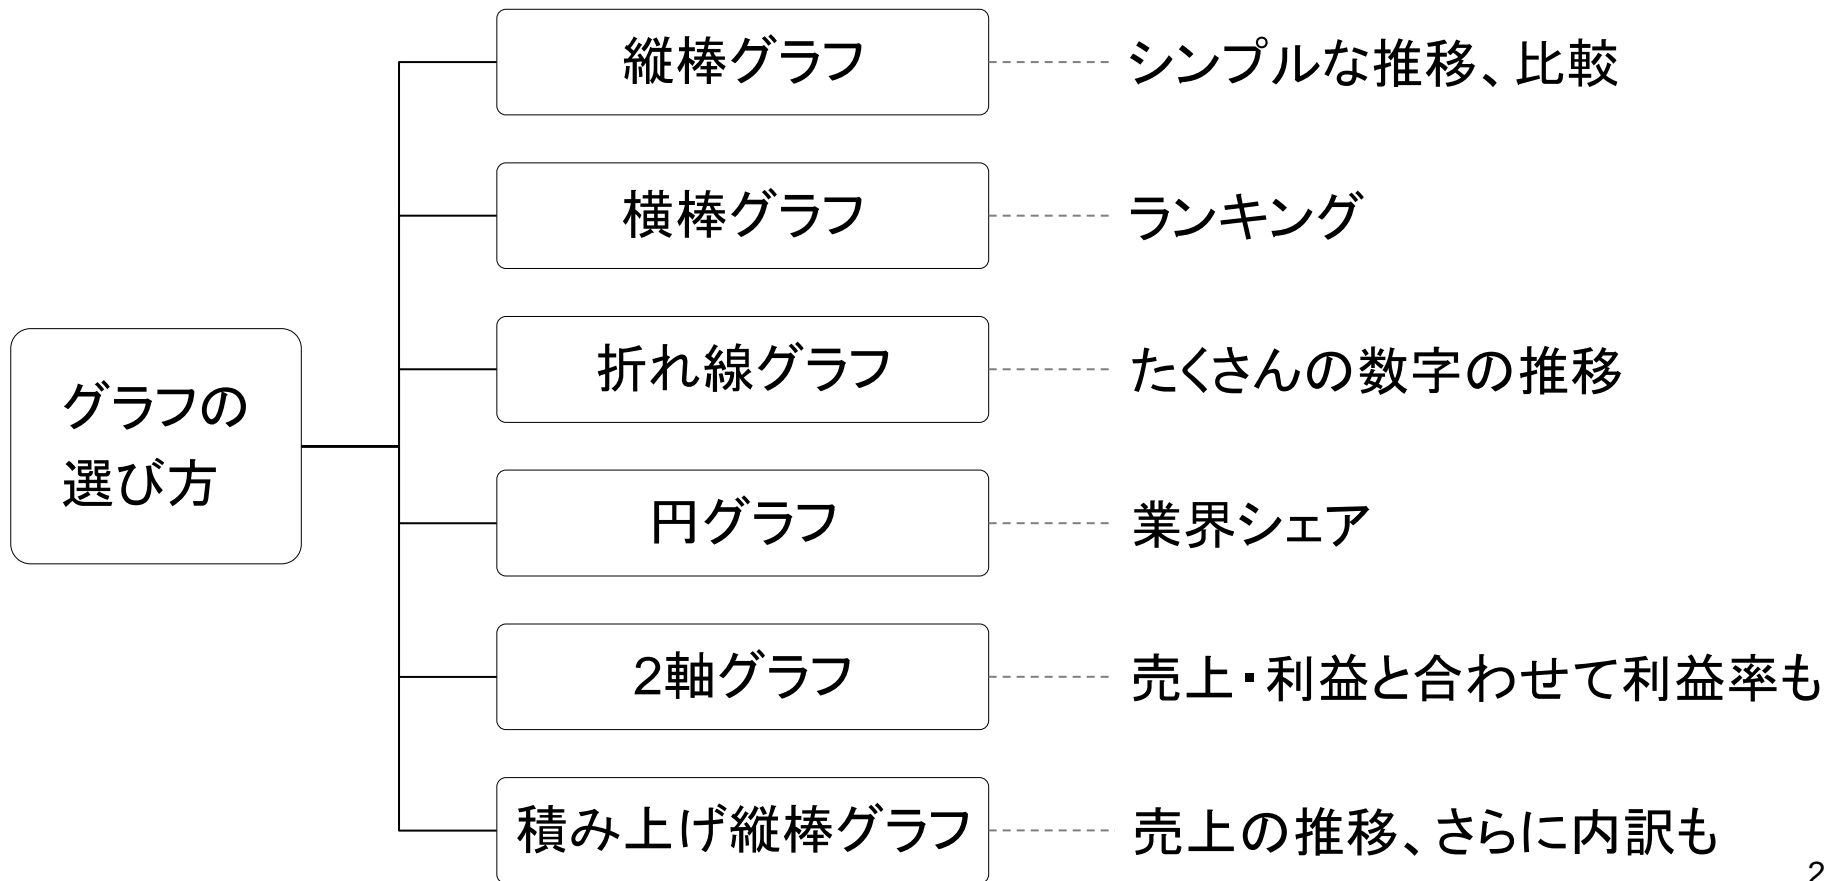 グラフの
選び方
縦棒グラフ
シンプルな推移、比較
横棒グラフ
ランキング
折れ線グラフ
たくさんの数字の推移
円グラフ
業界シェア
2軸グラフ
売上・利益と合わせて利益率も
積み上げ縦棒グラフ
売上の推移、さらに内訳も
2